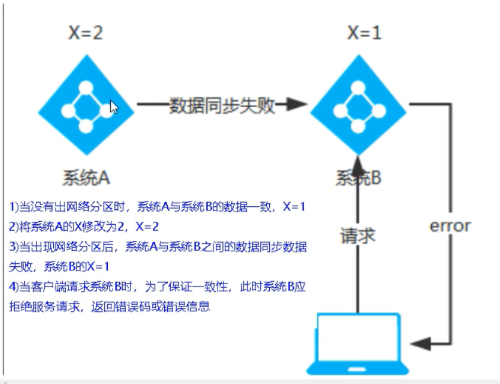 X=2
X=1
数据同步失败
系统A
系统B
请求
error
1)当没有出网络分区时，系统A与系统B的数据一致，X=1
2)将系统A的X修改为2，X=2
3)当出现网络分区后，系统A与系统B之间的数据同步数据
失败，系统B的X=1
4)当客户端请求系统B时，为了保证一致性，此时系统B应
拒绝服务请求，返回错误码或错误信息